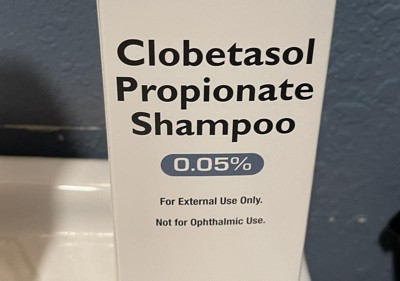 Clobetasol
Propionate
Shampoo
0.05%
For External Use Only.
Not for Ophthalmic Use.